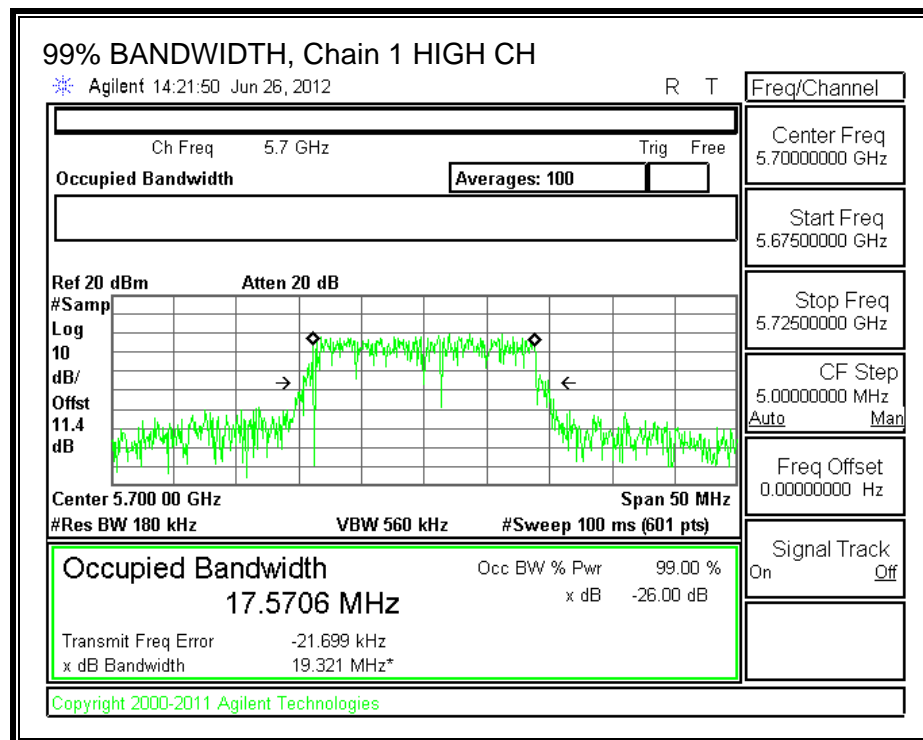 99% BANDWIDTH, Chain 1 HIGH CH
Agilent 14:21:50 Jun 26, 2012 R T
Freq/Channel
Ch Freq 5.7 GHz Trig Free
Occupied Bandwidth Averages: 100
Center Freq
5.70000000 GHz
Start Freq
5.67500000 GHz
Stop Freq
5.72500000 GHz
CF Step
5.00000000 MHz
Auto Man
Freq Offset
0.00000000 Hz
Signal Track
On Off
Ref 20 dBm Atten 20 dB
#Samp
Log
10
dB/
Offst
11.4
dB
Center 5.700 00 GHz Span 50 MHz
#Res BW 180 kHz VBW 560 kHz #Sweep 100 ms (601 pts)
Occupied Bandwidth Occ BW % Pwr 99.00 %
17.5706 MHz x dB -26.00 dB
Transmit Freq Error -21.699 kHz
x dB Bandwidth 19.321 MHz*
Copyright 2000-2011 Agilent Technologies